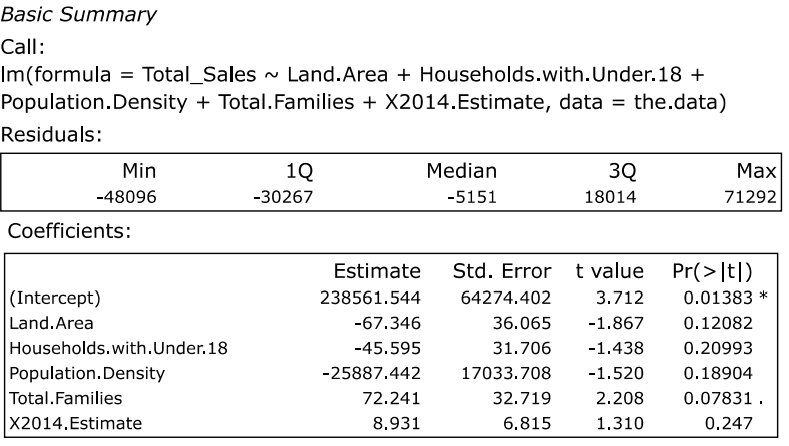 Basic Summary
Call:
lm(formula = Total_Sales ~ Land.Area + Households.with.Under.18 +
Population.Density + Total.Families + X2014.Estimate, data = the.data)
Residuals:
Min 1Q Median 3Q Max
-48096 -30267 -5151 18014 71292
Coefficients:
Estimate Std. Error t value Pr(>|t|)
(Intercept) 238561.544 64274.402 3.712 0.01383 *
Land.Area -67.346 36.065 -1.867 0.12082
Households.with.Under.18 -45.595 31.706 -1.438 0.20993
Population.Density -25887.442 17033.708 -1.520 0.18904
Total.Families 72.241 32.719 2.208 0.07831 .
X2014.Estimate 8.931 6.815 1.310 0.247